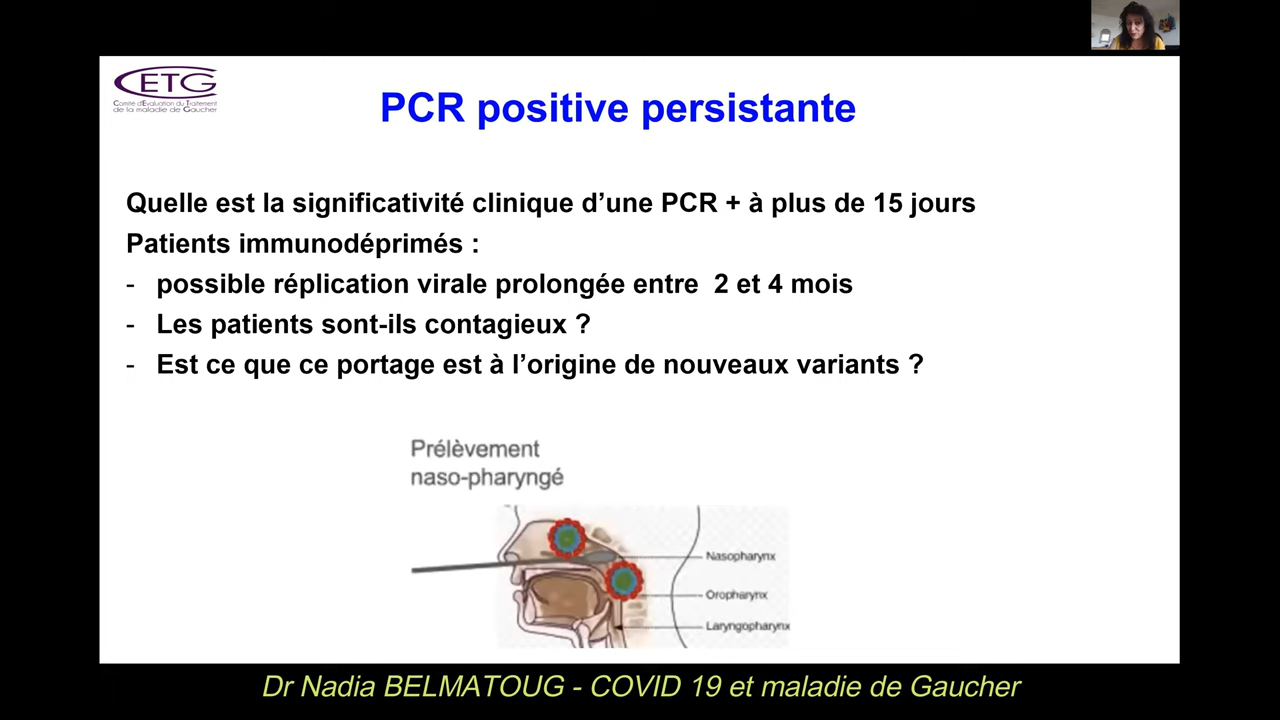 CETG
Comité d'Evaluation du Traitement
de la maladie de Gaucher
PCR positive persistante
Quelle est la significativité clinique d'une PCR + à plus de 15 jours
Patients immunodéprimés :
- possible réplication virale prolongée entre 2 et 4 mois
- Les patients sont-ils contagieux ?
- Est ce que ce portage est à l'origine de nouveaux variants ?
Prélèvement
naso-pharyngé
Nasopharynx
Oropharynx
Laryngopharynx
Dr Nadia BELMATOUG - COVID 19 et maladie de Gaucher